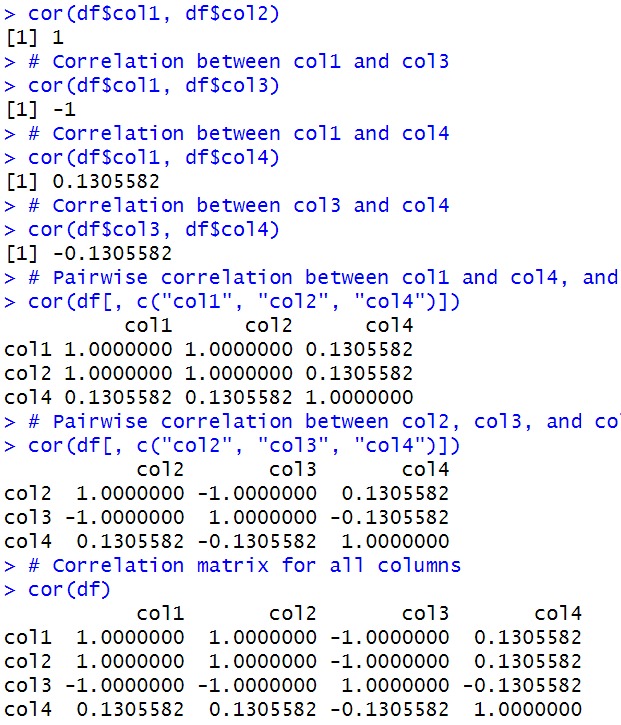 > cor(df$col1, df$col2)
[1] 1
> # Correlation between col1 and col3
> cor(df$col1, df$col3)
[1] -1
> # Correlation between col1 and col4
> cor(df$col1, df$col4)
[1] 0.1305582
> # Correlation between col3 and col4
> cor(df$col3, df$col4)
[1] -0.1305582
> # Pairwise correlation between col1 and col4, and
> cor(df[, c("col1", "col2", "col4")])
          col1      col2      col4
col1 1.0000000 1.0000000 0.1305582
col2 1.0000000 1.0000000 0.1305582
col4 0.1305582 0.1305582 1.0000000
> # Pairwise correlation between col2, col3, and co
> cor(df[, c("col2", "col3", "col4")])
           col2       col3       col4
col2  1.0000000 -1.0000000  0.1305582
col3 -1.0000000  1.0000000 -0.1305582
col4  0.1305582 -0.1305582  1.0000000
> # Correlation matrix for all columns
> cor(df)
           col1       col2       col3       col4
col1  1.0000000  1.0000000 -1.0000000  0.1305582
col2  1.0000000  1.0000000 -1.0000000  0.1305582
col3 -1.0000000 -1.0000000  1.0000000 -0.1305582
col4  0.1305582  0.1305582 -0.1305582  1.0000000